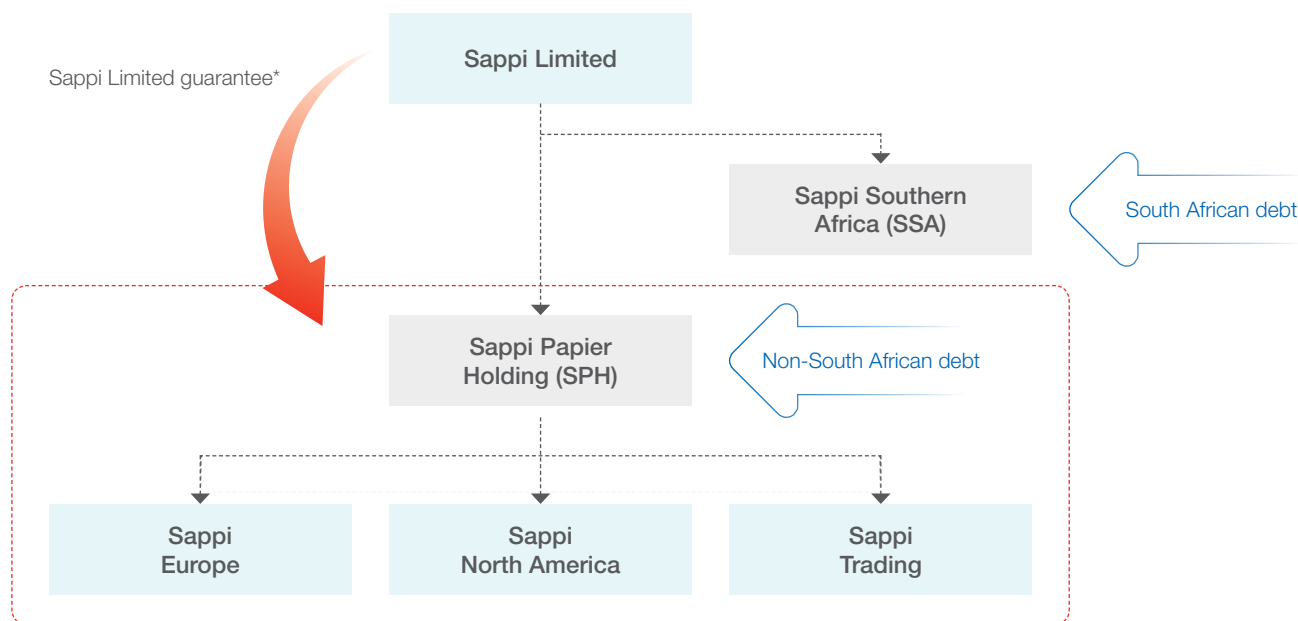 Sappi Limited
Sappi Limited guarantee*
Sappi Southern
Africa (SSA)
South African debt
Sappi Papier
Holding (SPH)
Non-South African debt
Sappi
Europe
Sappi
North America
Sappi
Trading